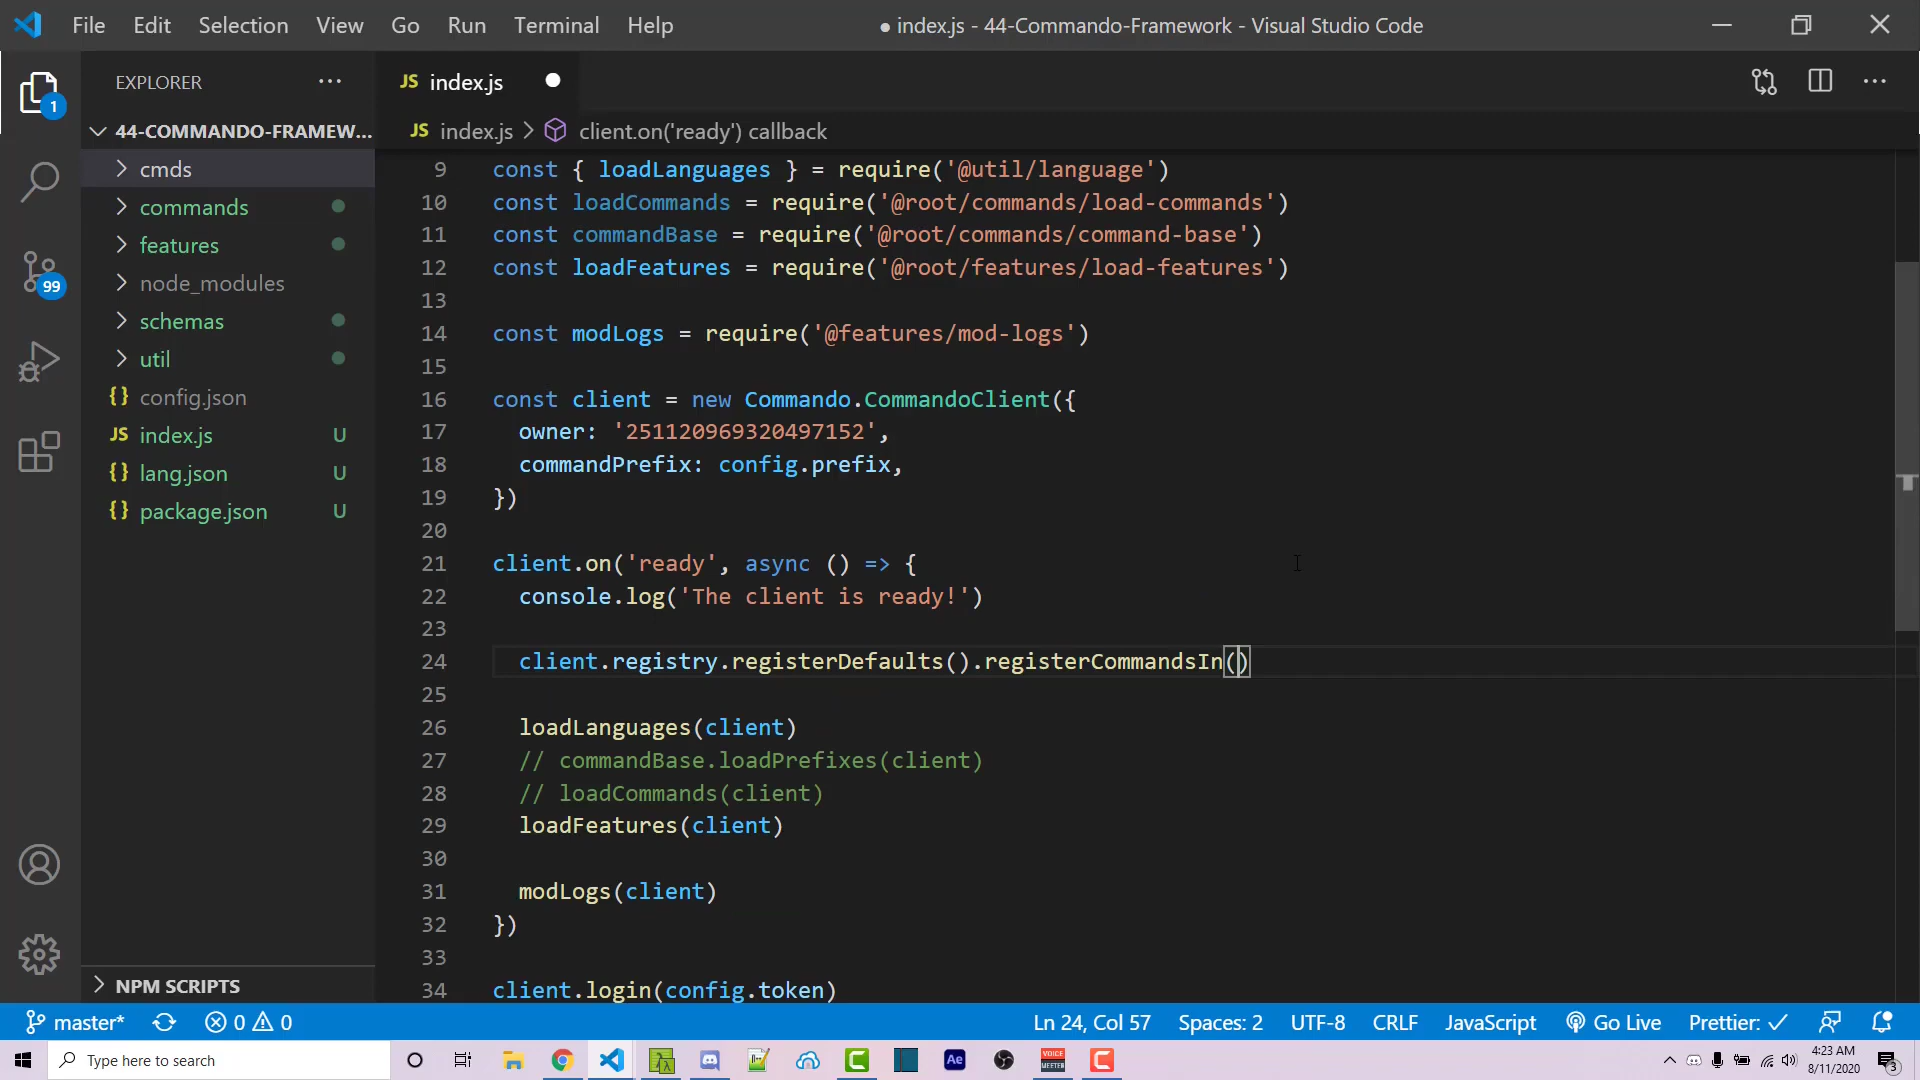 File Edit Selection View Go Run Terminal Help
● index.js - 44-Commando-Framework - Visual Studio Code
EXPLORER
1
99
44-COMMANDO-FRAMEW...
cmds
commands
features
node_modules
schemas
util
{} config.json
JS index.js U
{} lang.json U
{} package.json U
NPM SCRIPTS
JS index.js
JS index.js > client.on('ready') callback
9 const { loadLanguages } = require('@util/language')
10 const loadCommands = require('@root/commands/load-commands')
11 const commandBase = require('@root/commands/command-base')
12 const loadFeatures = require('@root/features/load-features')
13
14 const modLogs = require('@features/mod-logs')
15
16 const client = new Commando.CommandoClient({
17 owner: '251120969320497152',
18 commandPrefix: config.prefix,
19 })
20
21 client.on('ready', async () => {
22 console.log('The client is ready!')
23
24 client.registry.registerDefaults().registerCommandsIn()
25
26 loadLanguages(client)
27 // commandBase.loadPrefixes(client)
28 // loadCommands(client)
29 loadFeatures(client)
30
31 modLogs(client)
32 })
33
34 client.login(config.token)
master* 0 0 Ln 24, Col 57 Spaces: 2 UTF-8 CRLF JavaScript Go Live Prettier: ✓
Type here to search
Ae
VOICE
MEETER
4:23 AM
8/11/2020
3